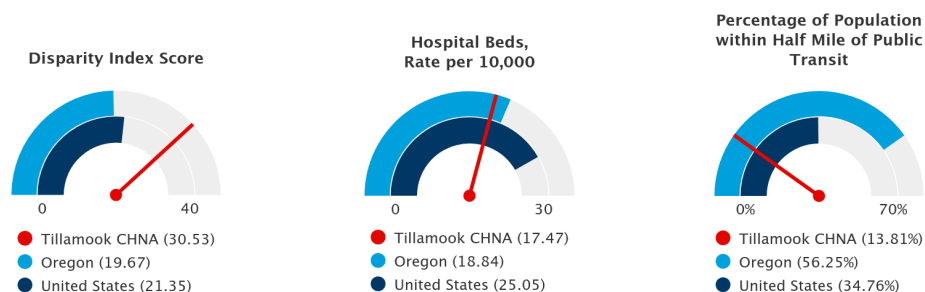 Disparity Index Score
0 40
Tillamook CHNA (30.53)
Oregon (19.67)
United States (21.35)
Hospital Beds,
Rate per 10,000
0 30
Tillamook CHNA (17.47)
Oregon (18.84)
United States (25.05)
Percentage of Population
within Half Mile of Public
Transit
0% 70%
Tillamook CHNA (13.81%)
Oregon (56.25%)
United States (34.76%)